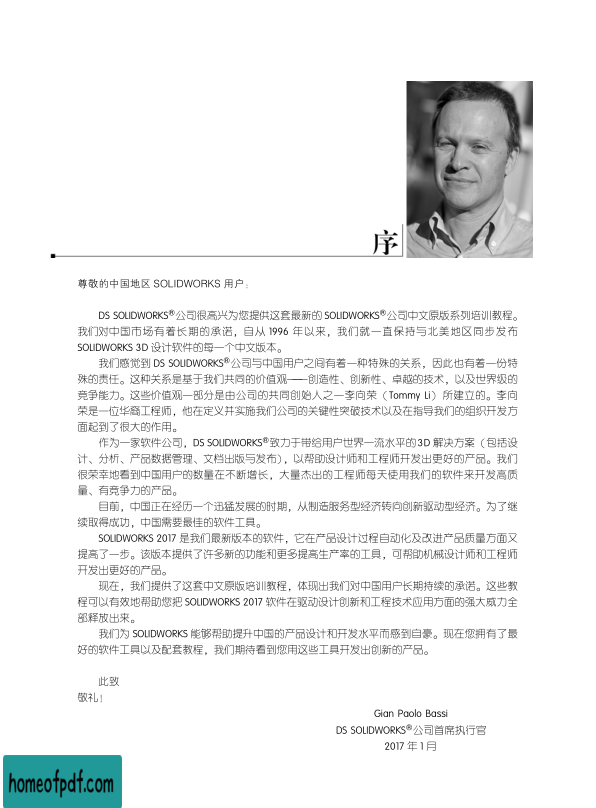 序
尊敬的中国地区 SOLIDWORKS 用户：
DS SOLIDWORKS®公司很高兴为您提供这套最新的 SOLIDWORKS®公司中文原版系列培训教程。
我们对中国市场有着长期的承诺，自从 1996 年以来，我们就一直保持与北美地区同步发布
SOLIDWORKS 3D 设计软件的每一个中文版本。
我们感觉到 DS SOLIDWORKS®公司与中国用户之间有着一种特殊的关系，因此也有着一份特
殊的责任。这种关系是基于我们共同的价值观——创造性、创新性、卓越的技术，以及世界级的
竞争能力。这些价值观一部分是由公司的共同创始人之一李向荣（Tommy Li）所建立的。李向
荣是一位华裔工程师，他在定义并实施我们公司的关键性突破技术以及在指导我们的组织开发方
面起到了很大的作用。
作为一家软件公司，DS SOLIDWORKS®致力于带给用户世界一流水平的 3D 解决方案（包括设
计、分析、产品数据管理、文档出版与发布），以帮助设计师和工程师开发出更好的产品。我们
很荣幸地看到中国用户的数量在不断增长，大量杰出的工程师每天使用我们的软件来开发高质
量、有竞争力的产品。
目前，中国正在经历一个迅猛发展的时期，从制造服务型经济转向创新驱动型经济。为了继
续取得成功，中国需要最佳的软件工具。
SOLIDWORKS 2017 是我们最新版本的软件，它在产品设计过程自动化及改进产品质量方面又
提高了一步。该版本提供了许多新的功能和更多提高生产率的工具，可帮助机械设计师和工程师
开发出更好的产品。
现在，我们提供了这套中文原版培训教程，体现出我们对中国用户长期持续的承诺。这些教
程可以有效地帮助您把 SOLIDWORKS 2017 软件在驱动设计创新和工程技术应用方面的强大威力全
部释放出来。
我们为 SOLIDWORKS 能够帮助提升中国的产品设计和开发水平而感到自豪。现在您拥有了最
好的软件工具以及配套教程，我们期待看到您用这些工具开发出创新的产品。
此致
敬礼！
Gian Paolo Bassi
DS SOLIDWORKS®公司首席执行官
2017 年 1 月
homeofpdf.com